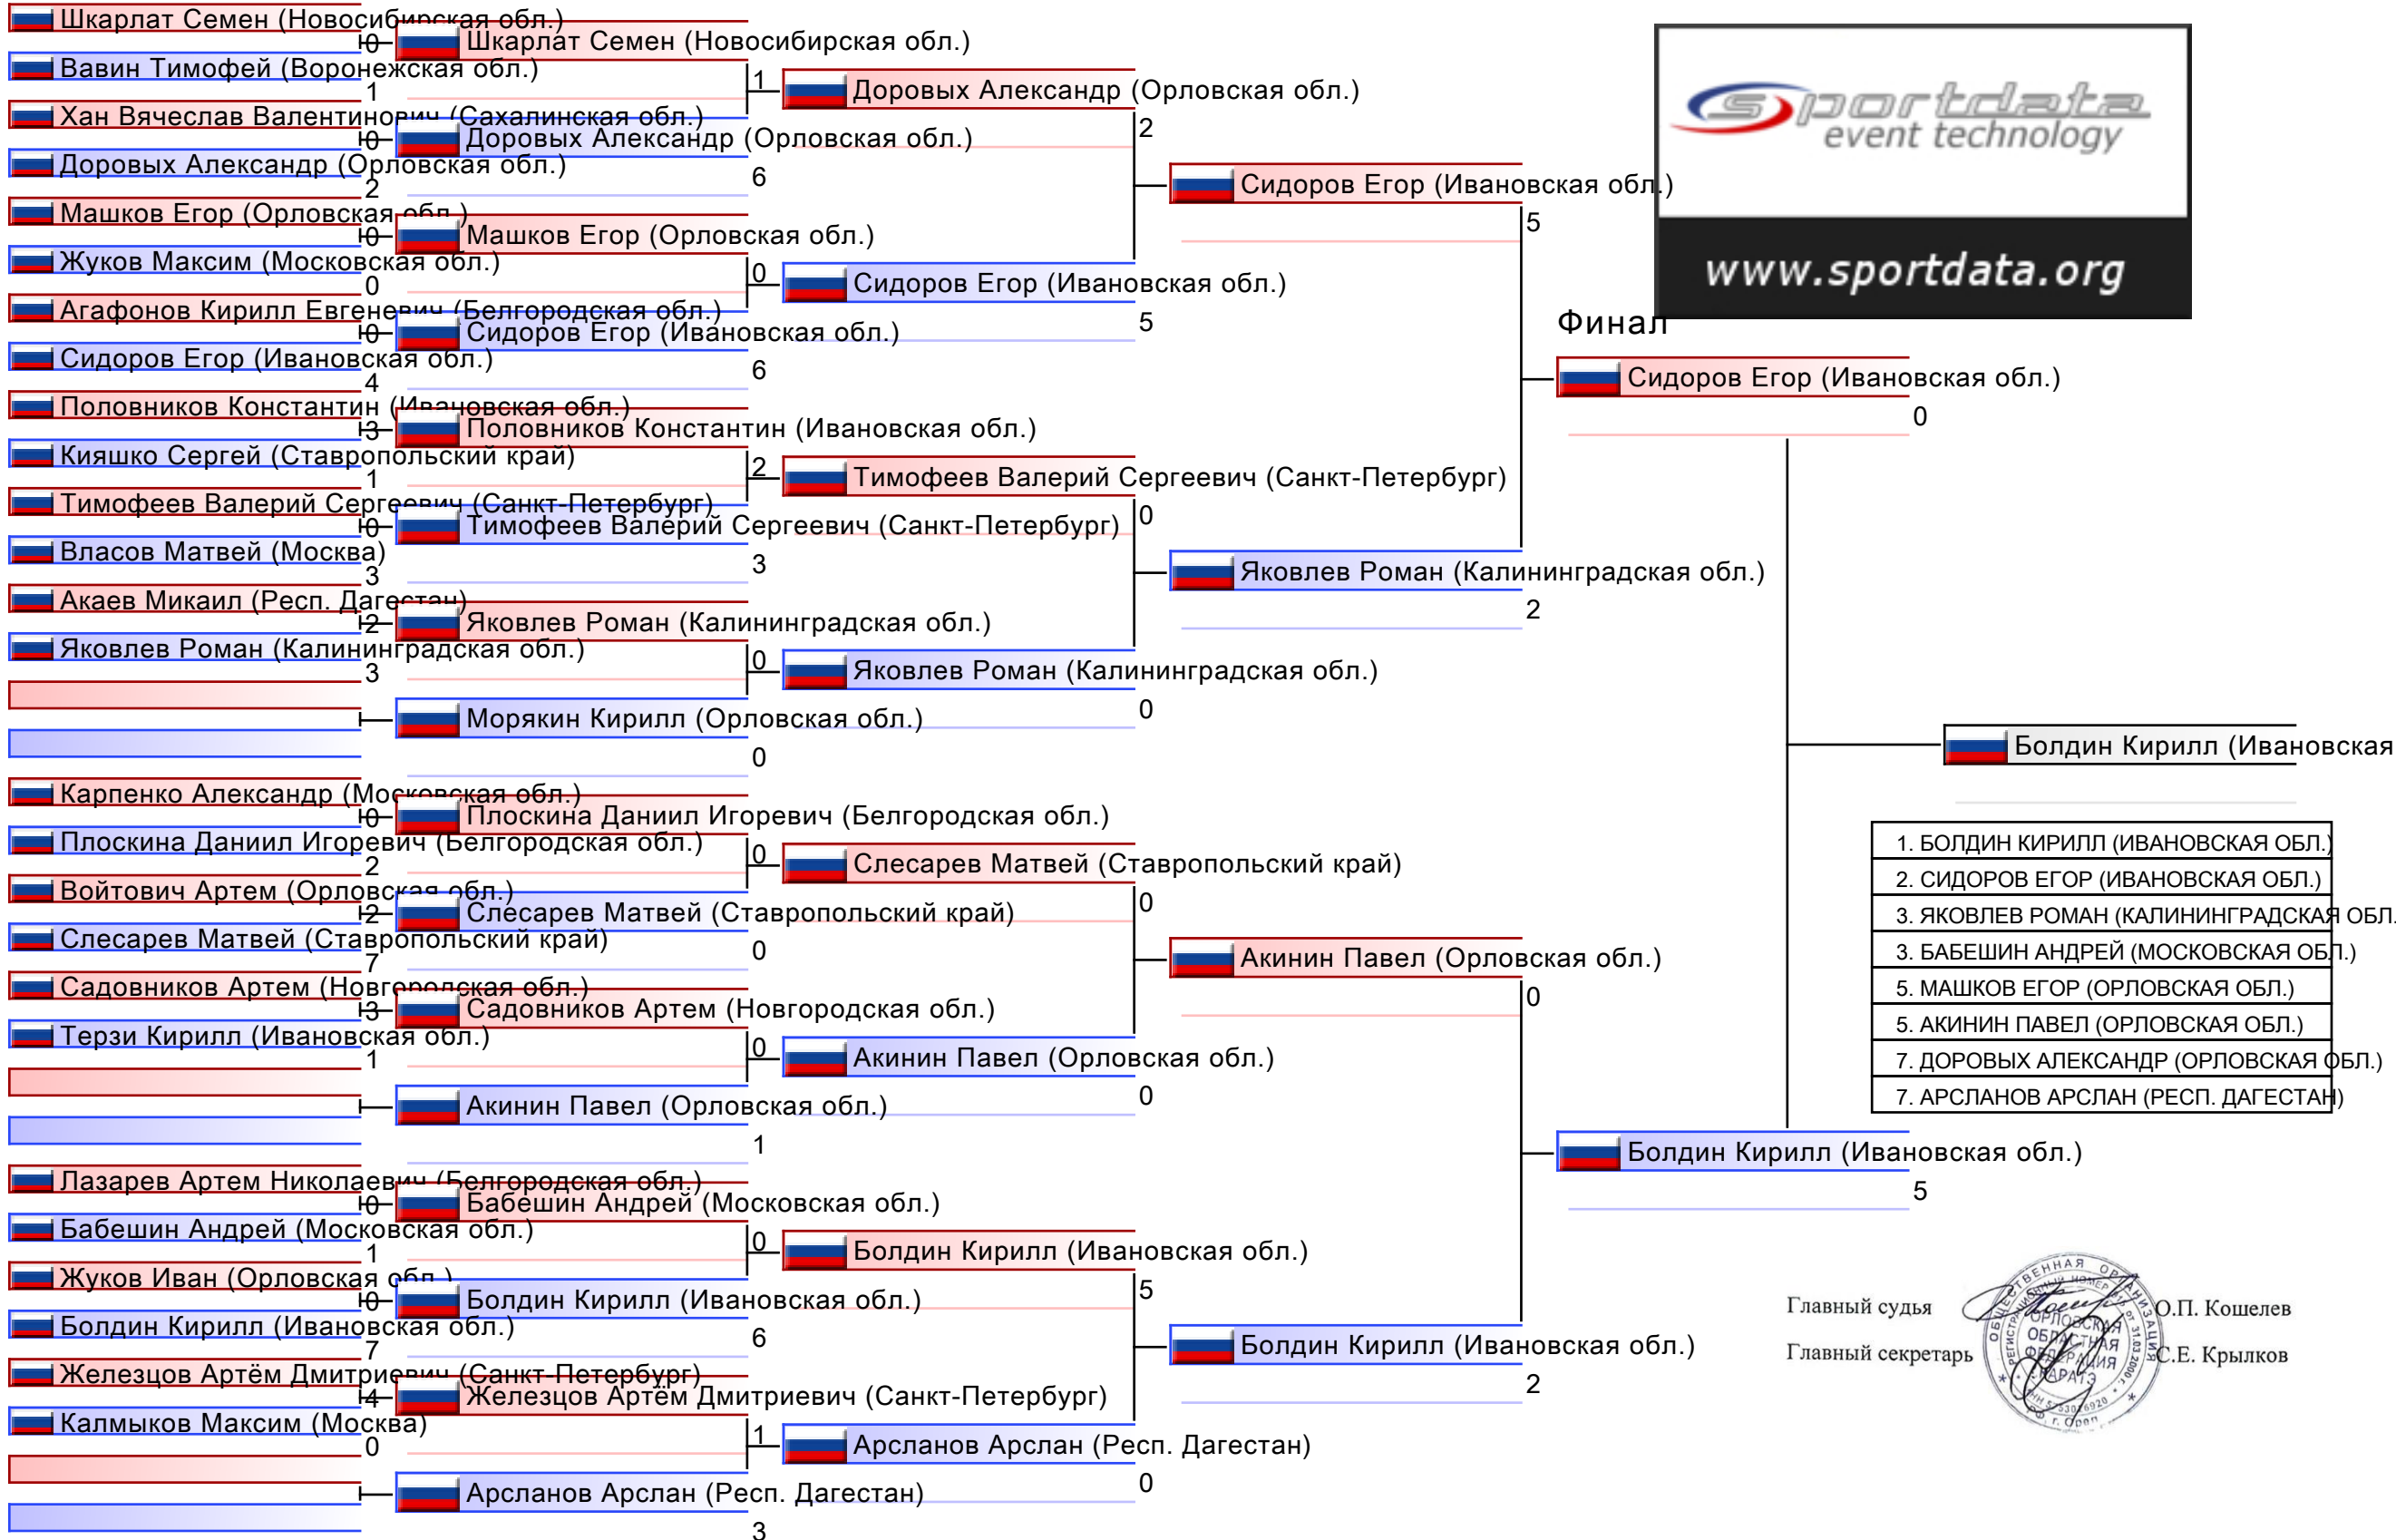 Шкарлат Семен (Новосибирская обл.)
0
Вавин Тимофей (Воронежская обл.)
1
Хан Вячеслав Валентинович (Сахалинская обл.)
0
Доровых Александр (Орловская обл.)
2
Машков Егор (Орловская обл.)
0
Жуков Максим (Московская обл.)
0
Агафонов Кирилл Евгеневич (Белгородская обл.)
0
Сидоров Егор (Ивановская обл.)
4
Половников Константин (Ивановская обл.)
3
Кияшко Сергей (Ставропольский край)
1
Тимофеев Валерий Сергеевич (Санкт-Петербург)
0
Власов Матвей (Москва)
3
Акаев Микаил (Респ. Дагестан)
2
Яковлев Роман (Калининградская обл.)
3
Карпенко Александр (Московская обл.)
0
Плоскина Даниил Игоревич (Белгородская обл.)
2
Войтович Артем (Орловская обл.)
2
Слесарев Матвей (Ставропольский край)
7
Садовников Артем (Новгородская обл.)
3
Терзи Кирилл (Ивановская обл.)
1
Лазарев Артем Николаевич (Белгородская обл.)
0
Бабешин Андрей (Московская обл.)
1
Жуков Иван (Орловская обл.)
0
Болдин Кирилл (Ивановская обл.)
7
Железцов Артём Дмитриевич (Санкт-Петербург)
4
Калмыков Максим (Москва)
0
Шкарлат Семен (Новосибирская обл.)
1
Доровых Александр (Орловская обл.)
6
Машков Егор (Орловская обл.)
0
Сидоров Егор (Ивановская обл.)
6
Половников Константин (Ивановская обл.)
2
Тимофеев Валерий Сергеевич (Санкт-Петербург)
3
Яковлев Роман (Калининградская обл.)
0
Морякин Кирилл (Орловская обл.)
0
Плоскина Даниил Игоревич (Белгородская обл.)
0
Слесарев Матвей (Ставропольский край)
0
Садовников Артем (Новгородская обл.)
0
Акинин Павел (Орловская обл.)
1
Бабешин Андрей (Московская обл.)
0
Болдин Кирилл (Ивановская обл.)
6
Железцов Артём Дмитриевич (Санкт-Петербург)
1
Арсланов Арслан (Респ. Дагестан)
3
Доровых Александр (Орловская обл.)
2
Сидоров Егор (Ивановская обл.)
5
Тимофеев Валерий Сергеевич (Санкт-Петербург)
0
Яковлев Роман (Калининградская обл.)
0
Слесарев Матвей (Ставропольский край)
0
Акинин Павел (Орловская обл.)
0
Болдин Кирилл (Ивановская обл.)
5
Арсланов Арслан (Респ. Дагестан)
0
Сидоров Егор (Ивановская обл.)
5
Яковлев Роман (Калининградская обл.)
2
Акинин Павел (Орловская обл.)
0
Болдин Кирилл (Ивановская обл.)
2
sportdata
event technology
www.sportdata.org
Финал
Сидоров Егор (Ивановская обл.)
0
Болдин Кирилл (Ивановская обл.)
5
Болдин Кирилл (Ивановская
1. БОЛДИН КИРИЛЛ (ИВАНОВСКАЯ ОБЛ.)
2. СИДОРОВ ЕГОР (ИВАНОВСКАЯ ОБЛ.)
3. ЯКОВЛЕВ РОМАН (КАЛИНИНГРАДСКАЯ ОБЛ.
3. БАБЕШИН АНДРЕЙ (МОСКОВСКАЯ ОБЛ.)
5. МАШКОВ ЕГОР (ОРЛОВСКАЯ ОБЛ.)
5. АКИНИН ПАВЕЛ (ОРЛОВСКАЯ ОБЛ.)
7. ДОРОВЫХ АЛЕКСАНДР (ОРЛОВСКАЯ ОБЛ.)
7. АРСЛАНОВ АРСЛАН (РЕСП. ДАГЕСТАН)
Главный судья О.П. Кошелев
Главный секретарь С.Е. Крылков
ОБЩЕСТВЕННАЯ ОРГАНИЗАЦИЯ
ОРЛОВСКАЯ
ОБЛАСТНАЯ
ФЕДЕРАЦИЯ
КАРАТЭ
РФ, г. Орел